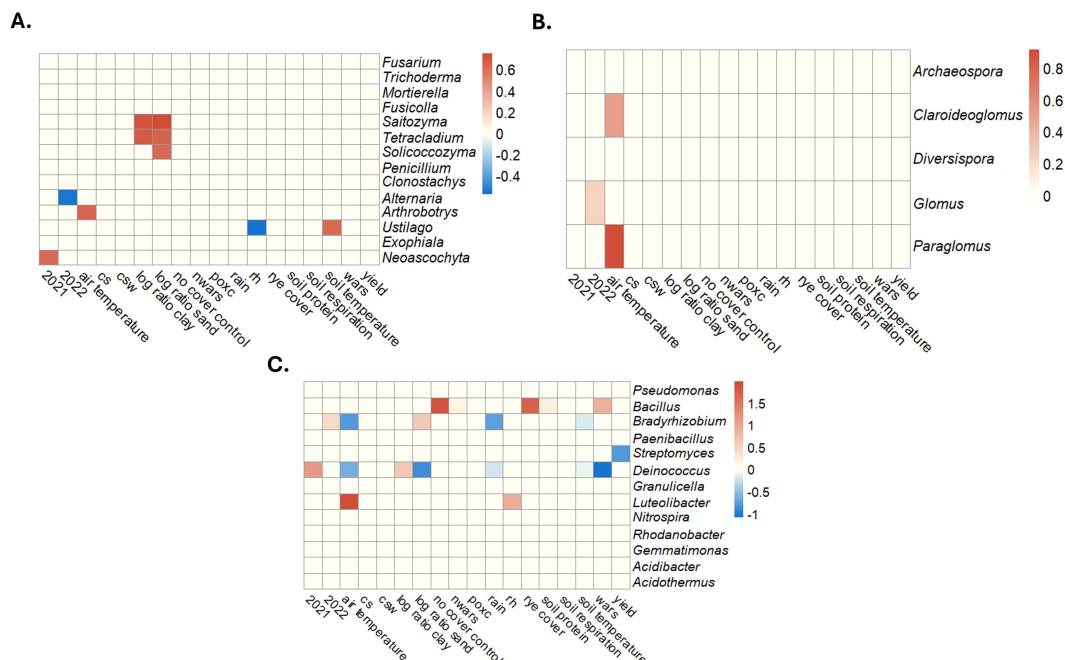 A.
Fusarium
Trichoderma
Mortierella
Fusicolla
Saitozyma
Tetracladium
Solicoccozyma
Penicillium
Clonostachys
Alternaria
Arthrobotrys
Ustilago
Exophiala
Neoascochyta
0.6
0.4
0.2
0
-0.2
-0.4
2021
2022
air temperature
cs
csw
log ratio clay
log ratio sand
no cover control
nwars
poxc
rain
rh
rye cover
soil protein
soil respiration
soil temperature
wars
yield
B.
Archaeospora
Claroideoglomus
Diversispora
Glomus
Paraglomus
0.8
0.6
0.4
0.2
0
2021
2022
air temperature
cs
csw
log ratio clay
log ratio sand
no cover control
nwars
poxc
rain
rh
rye cover
soil protein
soil respiration
soil temperature
wars
yield
C.
Pseudomonas
Bacillus
Bradyrhizobium
Paenibacillus
Streptomyces
Deinococcus
Granulicella
Luteolibacter
Nitrospira
Rhodanobacter
Gemmatimonas
Acidibacter
Acidothermus
1.5
1
0.5
0
-0.5
-1
2021
2022
air temperature
cs
csw
log ratio clay
log ratio sand
no cover control
nwars
poxc
rain
rh
rye cover
soil protein
soil respiration
soil temperature
wars
yield